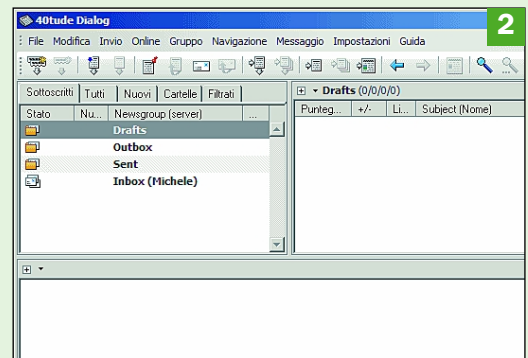 40tude Dialog
2
File Modifica Invio Online Gruppo Navigazione Messaggio Impostazioni Guida
Sottoscritti Tutti Nuovi Cartelle Filtrati
Drafts (0/0/0/0)
Stato Nu... Newsgroup (server) ...
Punteg... +/- Li... Subject (Nome)
Drafts
Outbox
Sent
Inbox (Michele)